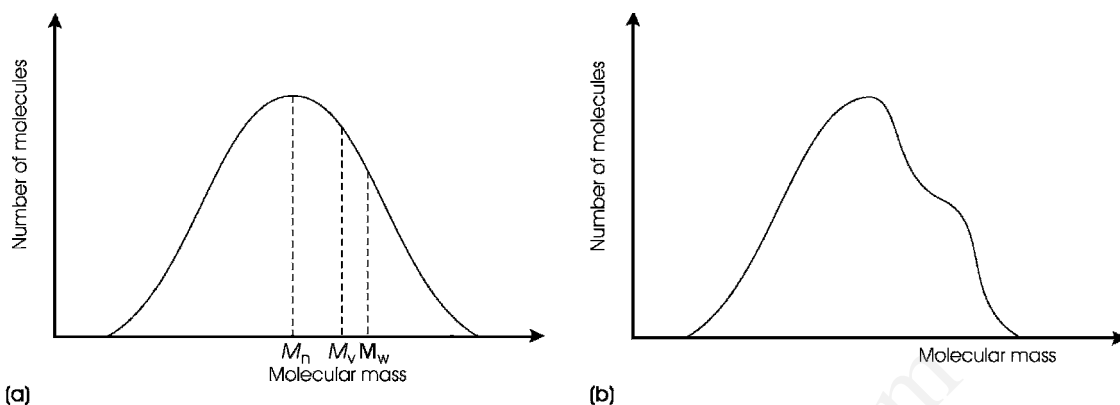 Number of molecules
Mn Mv Mw
Molecular mass
(a)
Number of molecules
Molecular mass
(b)